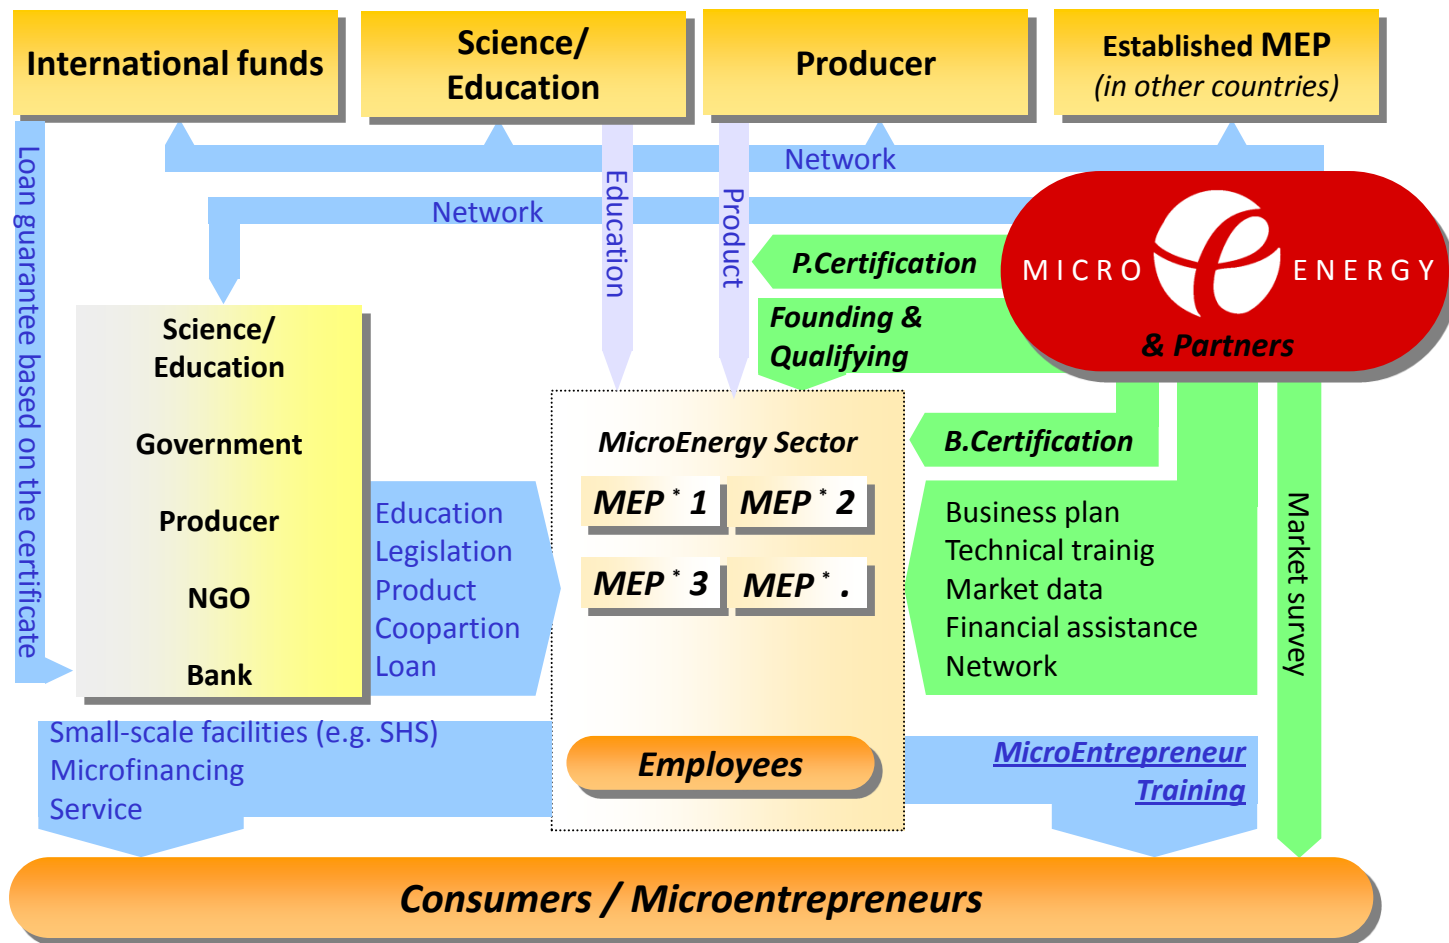 International funds
Science/
Education
Producer
Established MEP
(in other countries)
Network
Network
Loan guarantee based on the certificate
Education
Product
P.Certification
MICRO ENERGY
& Partners
Founding &
Qualifying
Science/
Education
Government
Producer
NGO
Bank
MicroEnergy Sector
MEP * 1
MEP * 2
MEP * 3
MEP * .
B.Certification
Education
Legislation
Product
Coopartion
Loan
Business plan
Technical trainig
Market data
Financial assistance
Network
Market survey
Small-scale facilities (e.g. SHS)
Microfinancing
Service
Employees
MicroEntrepreneur
Training
Consumers / Microentrepreneurs